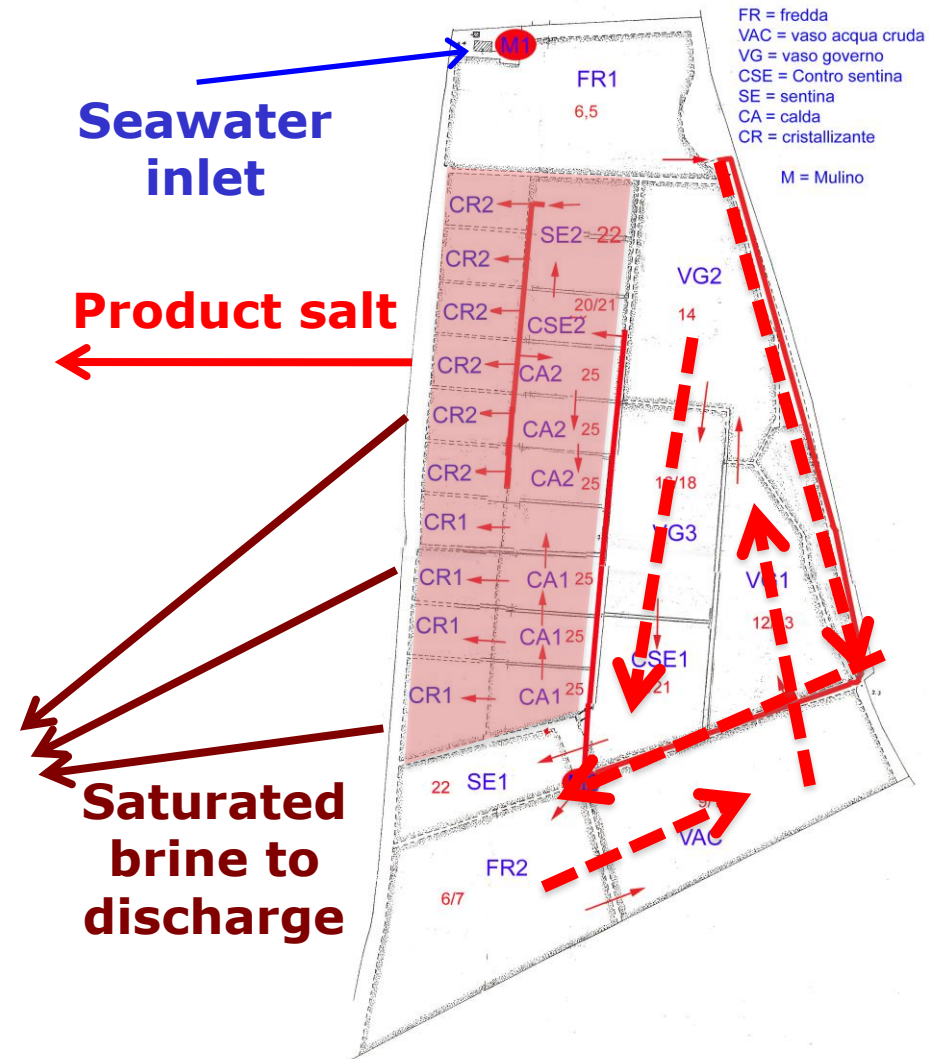 FR = fredda
VAC = vaso acqua cruda
VG = vaso governo
CSE = Contro sentina
SE = sentina
CA = calda
CR = cristallizante
M = Mulino
M1
FR1
6,5
Seawater
inlet
CR2
SE2 22
CR2
VG2
20/21
Product salt
CR2
CSE2
14
CR2
CA2 25
CR2
CA2 25
CR2
CA2 25
/18
CR1
VG3
CR1
CA1 25
VG1
CR1
CA1 25
12/
CSE1
CR1
CA1 25
21
22
SE1
Saturated
brine to
discharge
9/
VAC
FR2
6/7